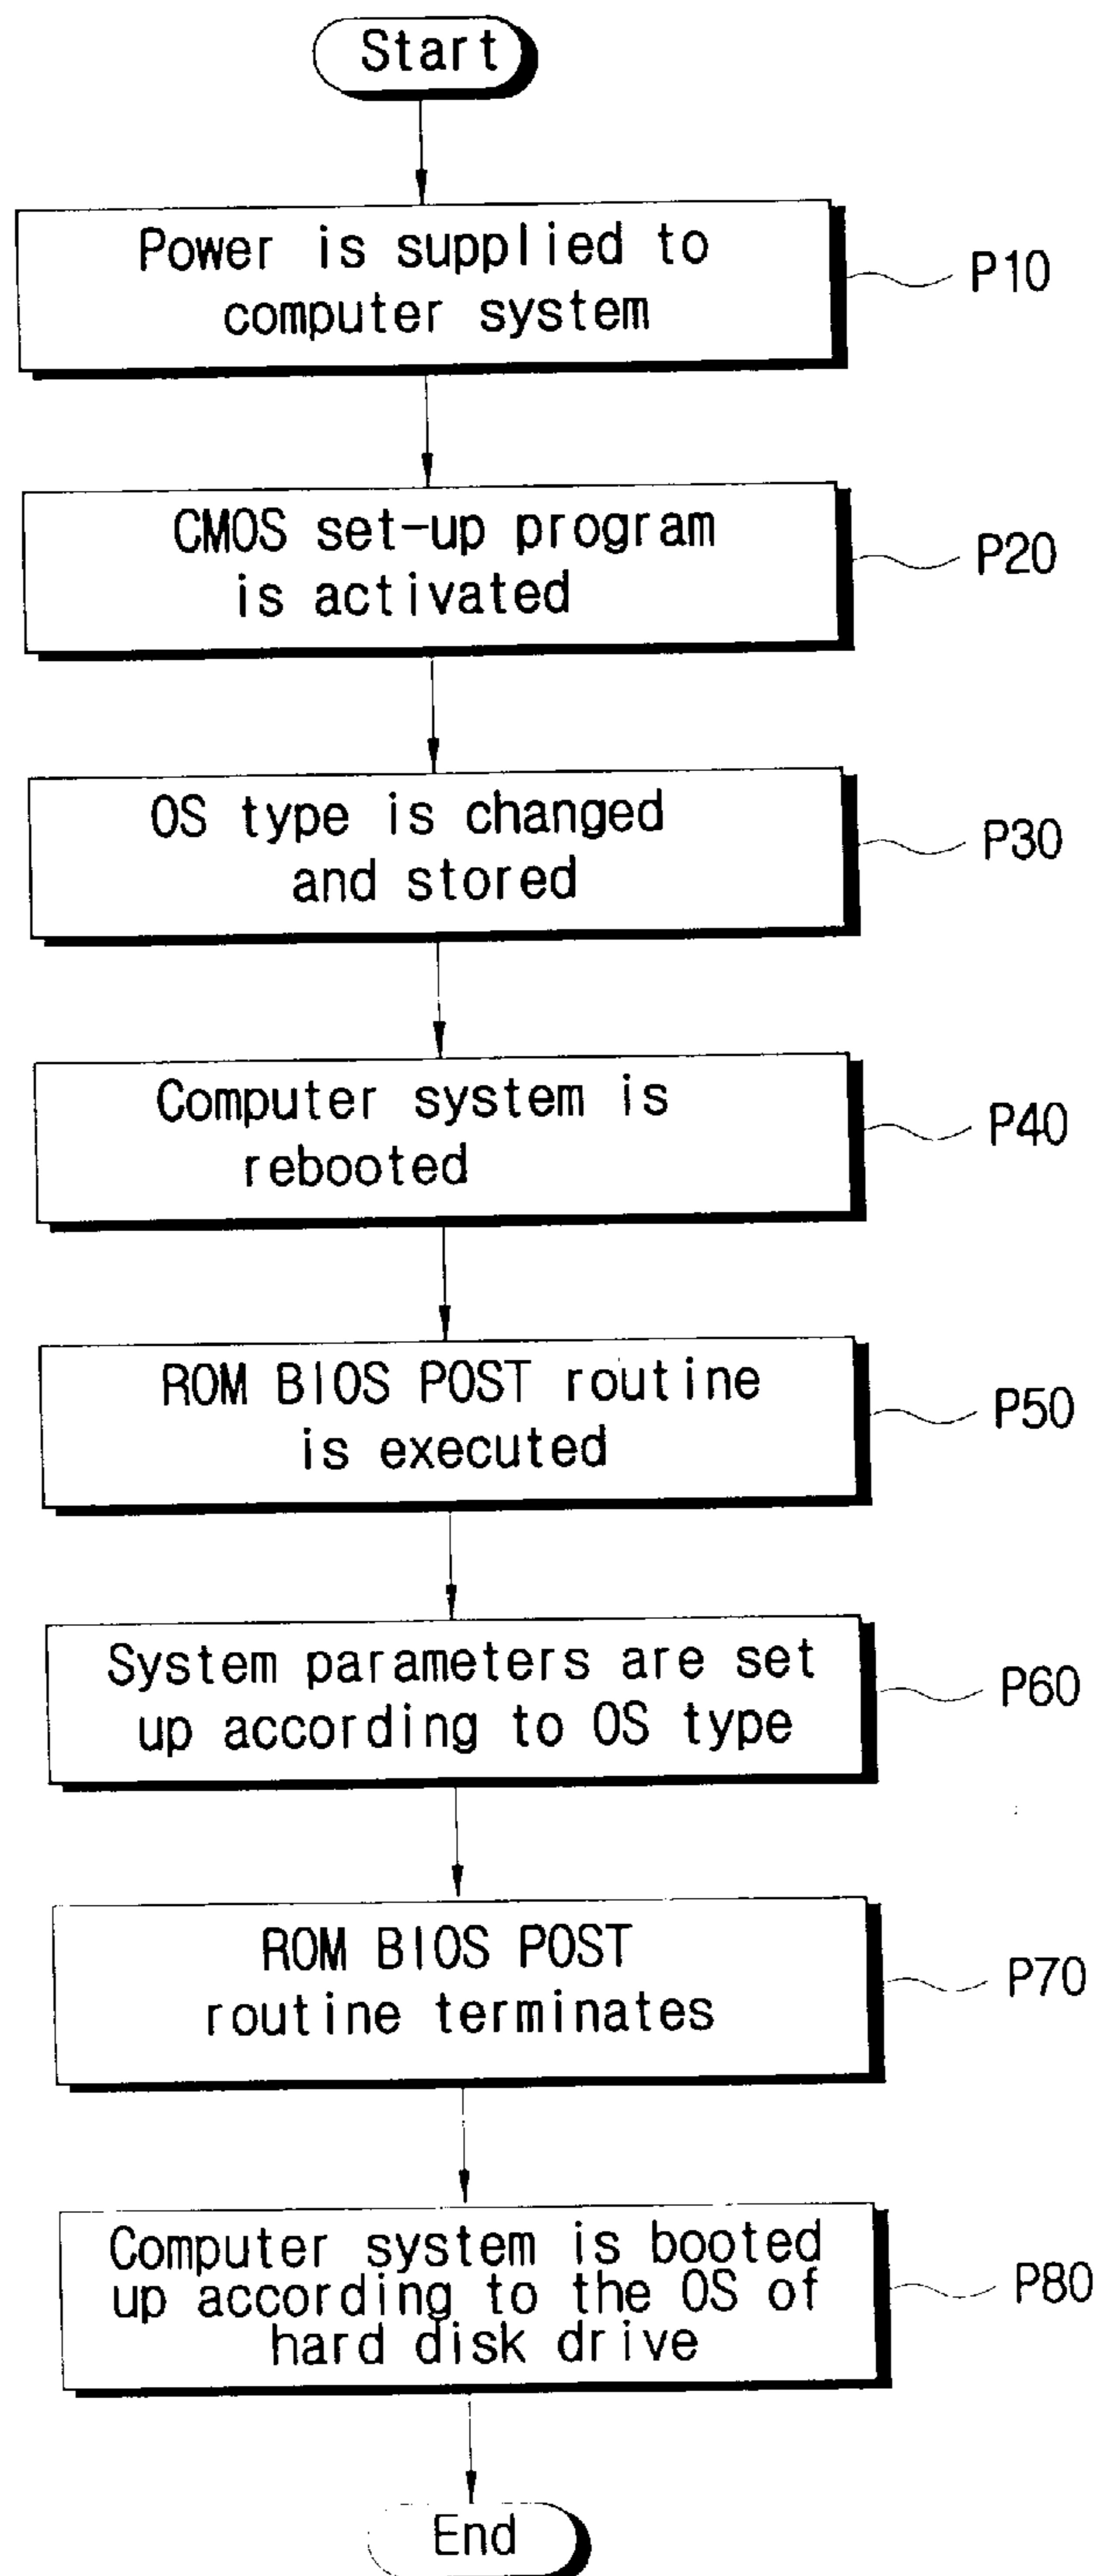 Start
Power is supplied to
computer system
P10
CMOS set-up program
is activated
P20
OS type is changed
and stored
P30
Computer system is
rebooted
P40
ROM BIOS POST routine
is executed
P50
System parameters are set
up according to OS type
P60
ROM BIOS POST
routine terminates
P70
Computer system is booted
up according to the OS of
hard disk drive
P80
End